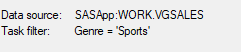 Data source: SASApp:WORK.VGSALES
Task filter: Genre = 'Sports'